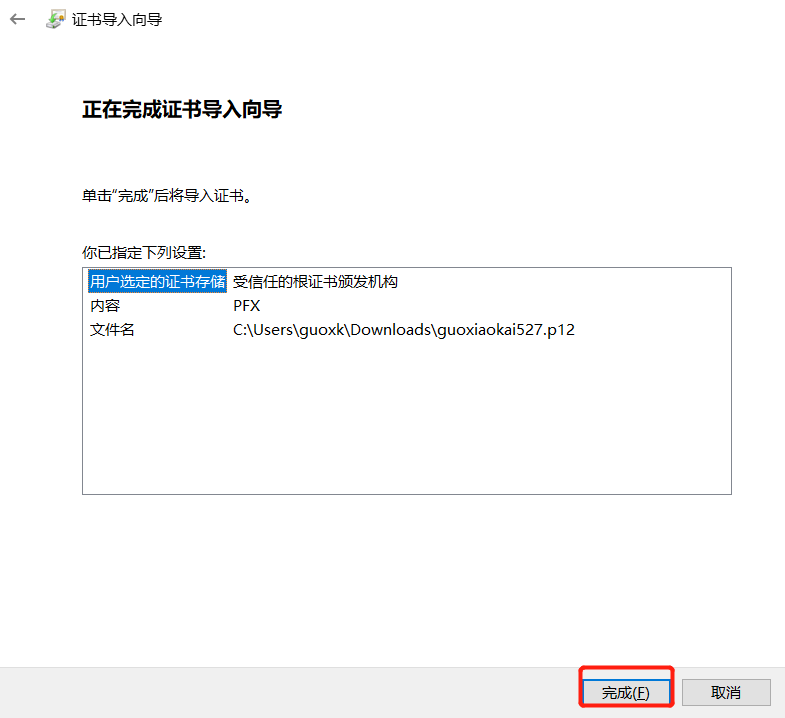 证书导入向导
正在完成证书导入向导
单击“完成”后将导入证书。
你已指定下列设置:
用户选定的证书存储 受信任的根证书颁发机构
内容 PFX
文件名 C:\Users\guoxk\Downloads\guoxiaokai527.p12
完成(F) 取消